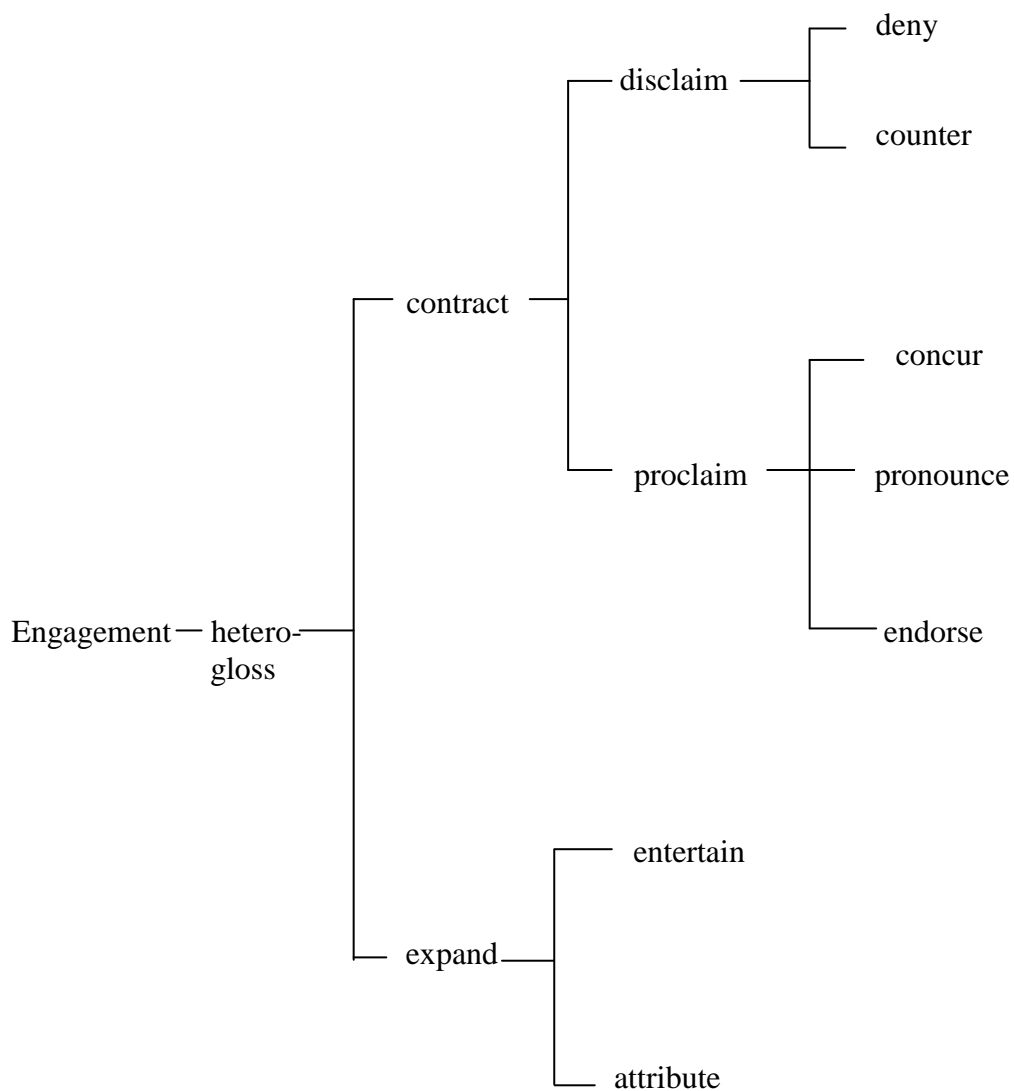 deny
disclaim
counter
contract
concur
proclaim
pronounce
Engagement
hetero-
gloss
endorse
entertain
expand
attribute